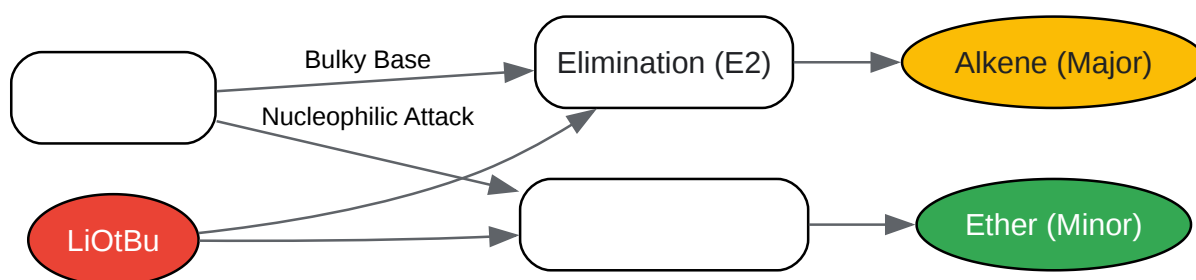 Bulky Base
Elimination (E2)
Alkene (Major)
Nucleophilic Attack
LiOtBu
Ether (Minor)